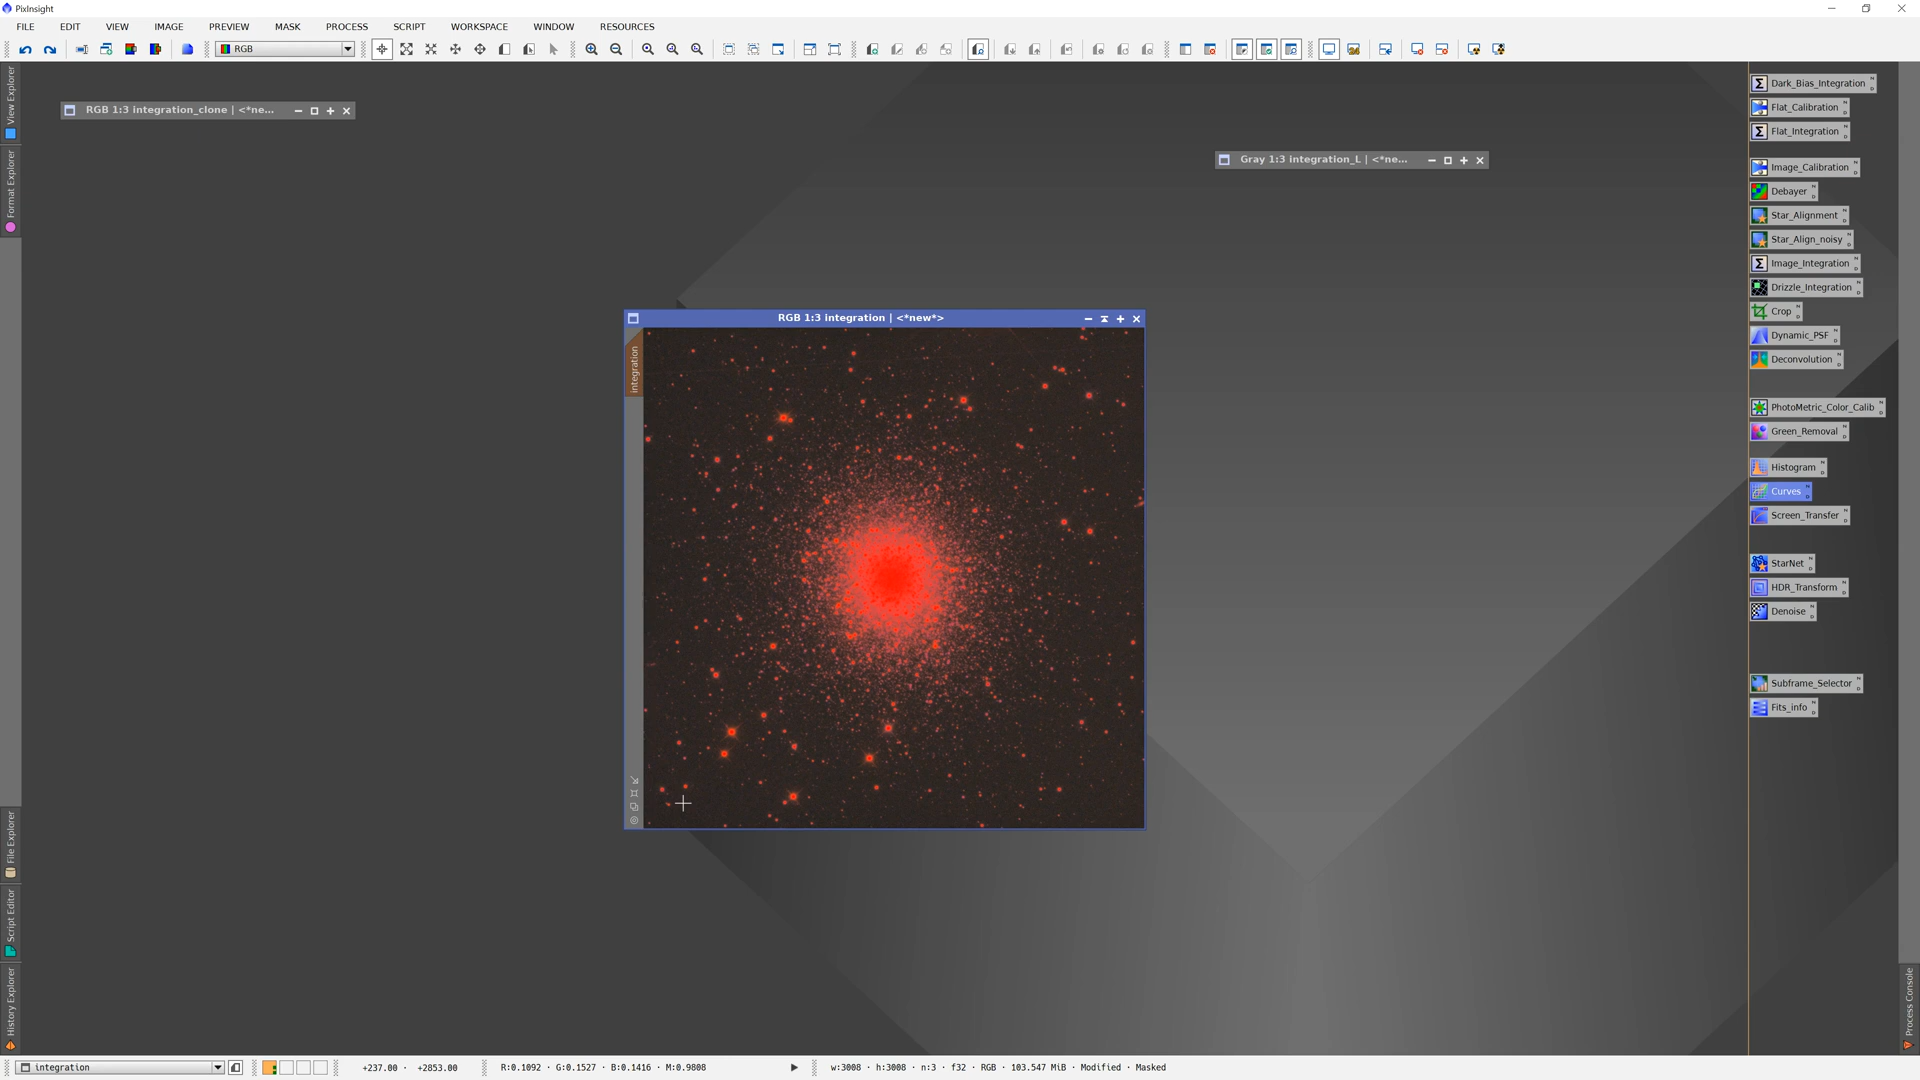 PixInsight
FILE EDIT VIEW IMAGE PREVIEW MASK PROCESS SCRIPT WORKSPACE WINDOW RESOURCES
RGB
View Explorer
Format Explorer
File Explorer
Script Editor
History Explorer
RGB 1:3 integration_clone | <*ne...
Gray 1:3 integration_L | <*ne...
RGB 1:3 integration | <*new*>
integration
Dark_Bias_Integration
Flat_Calibration
Flat_Integration
Image_Calibration
Debayer
Star_Alignment
Star_Align_noisy
Image_Integration
Drizzle_Integration
Crop
Dynamic_PSF
Deconvolution
PhotoMetric_Color_Calib
Green_Removal
Histogram
Curves
Screen_Transfer
StarNet
HDR_Transform
Denoise
Subframe_Selector
Fits_info
Process Console
integration +237.00 · +2853.00 R:0.1092 · G:0.1527 · B:0.1416 · M:0.9808 w:3008 · h:3008 · n:3 · f32 · RGB · 103.547 MiB · Modified · Masked